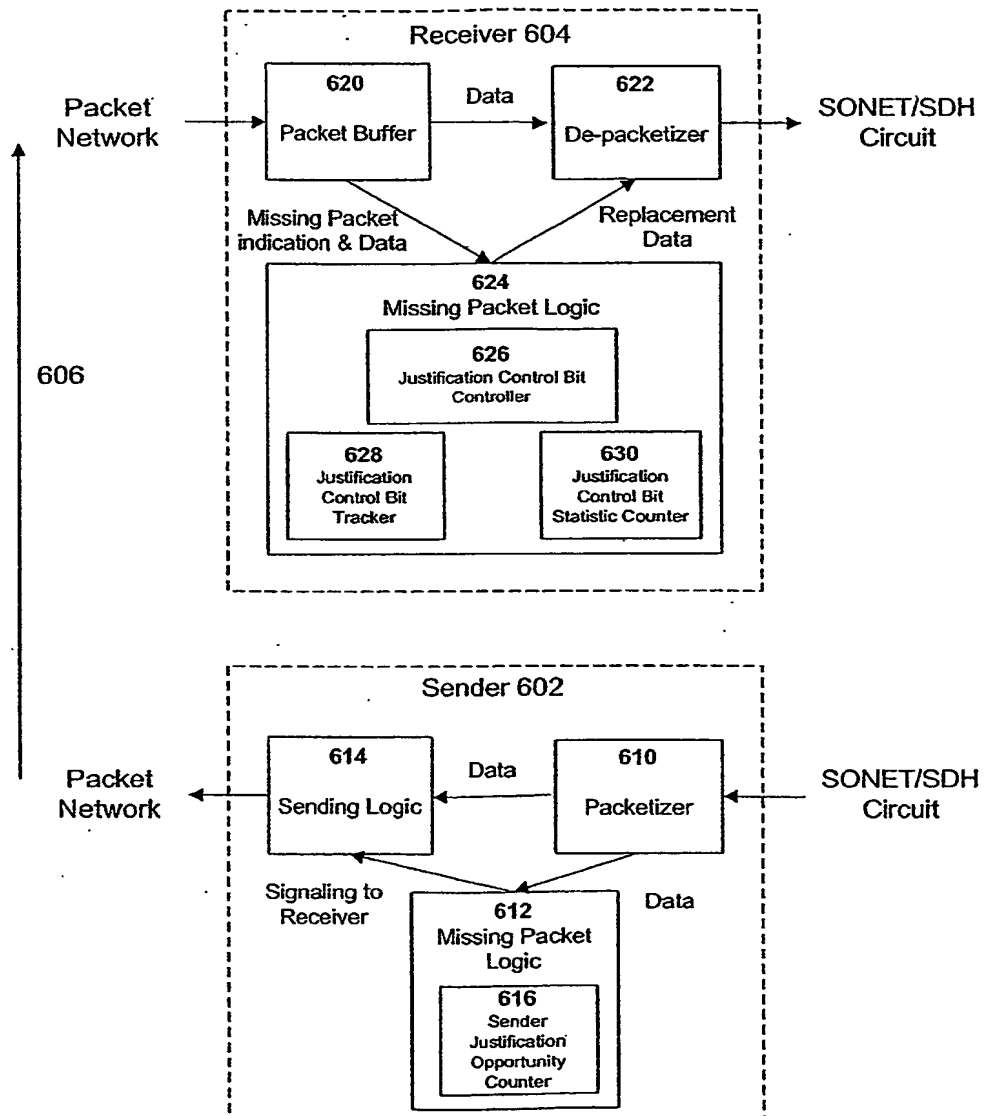 Receiver 604
620
Packet Buffer
Data
622
De-packetizer
Packet
Network
SONET/SDH
Circuit
Missing Packet
indication & Data
Replacement
Data
624
Missing Packet Logic
626
Justification Control Bit
Controller
628
Justification
Control Bit
Tracker
630
Justification
Control Bit
Statistic Counter
606
Sender 602
614
Sending Logic
Data
610
Packetizer
Packet
Network
SONET/SDH
Circuit
Signaling to
Receiver
Data
612
Missing Packet
Logic
616
Sender
Justification
Opportunity
Counter